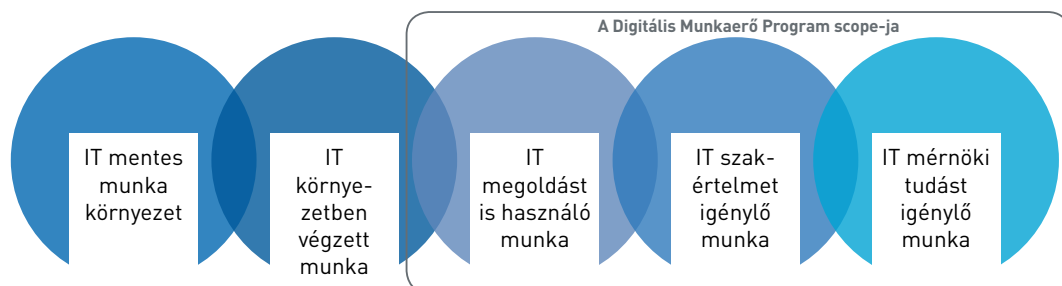 A Digitális Munkaerő Program scope-ja
IT mentes
munka
környezet
IT
környe-
zetben
végzett
munka
IT
megoldást
is használó
munka
IT szak-
értelmet
igénylő
munka
IT mérnöki
tudást
igénylő
munka